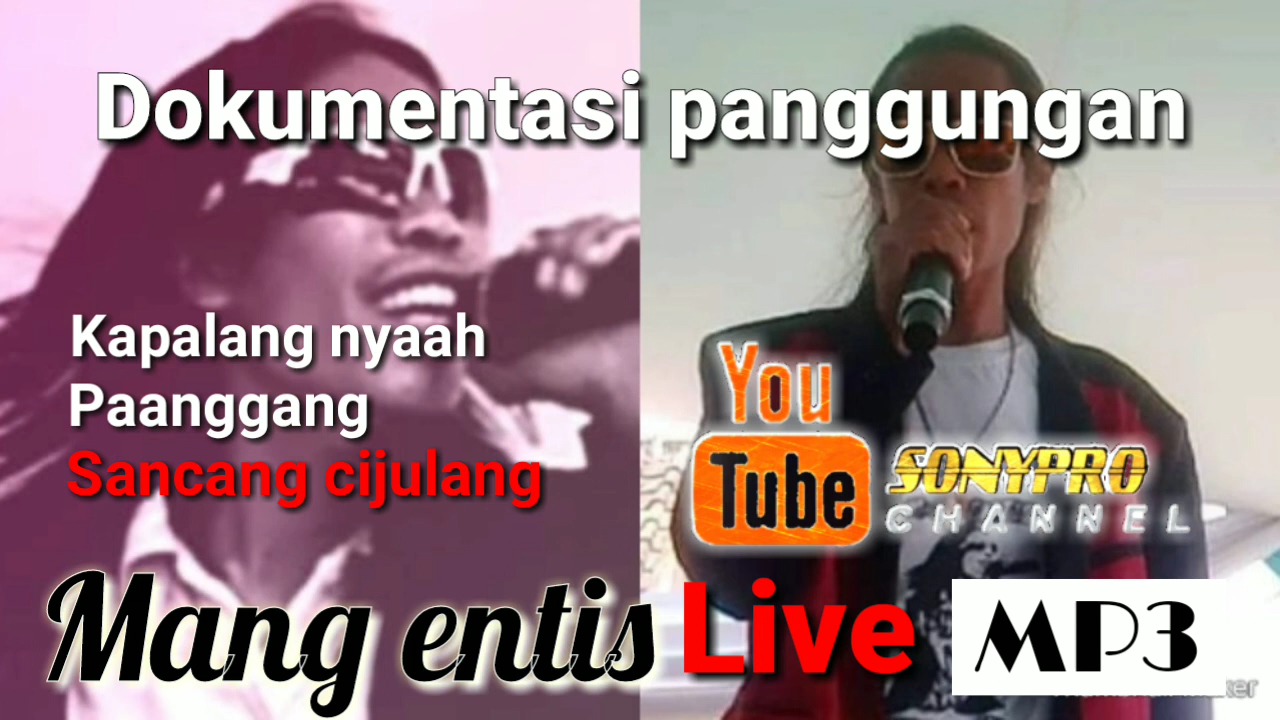 Dokumentasi panggungan
Kapalang nyaah
Paanggang
Sancang cijulang
You
Tube
SONYPRO
CHANNEL
Mang entis Live MP3